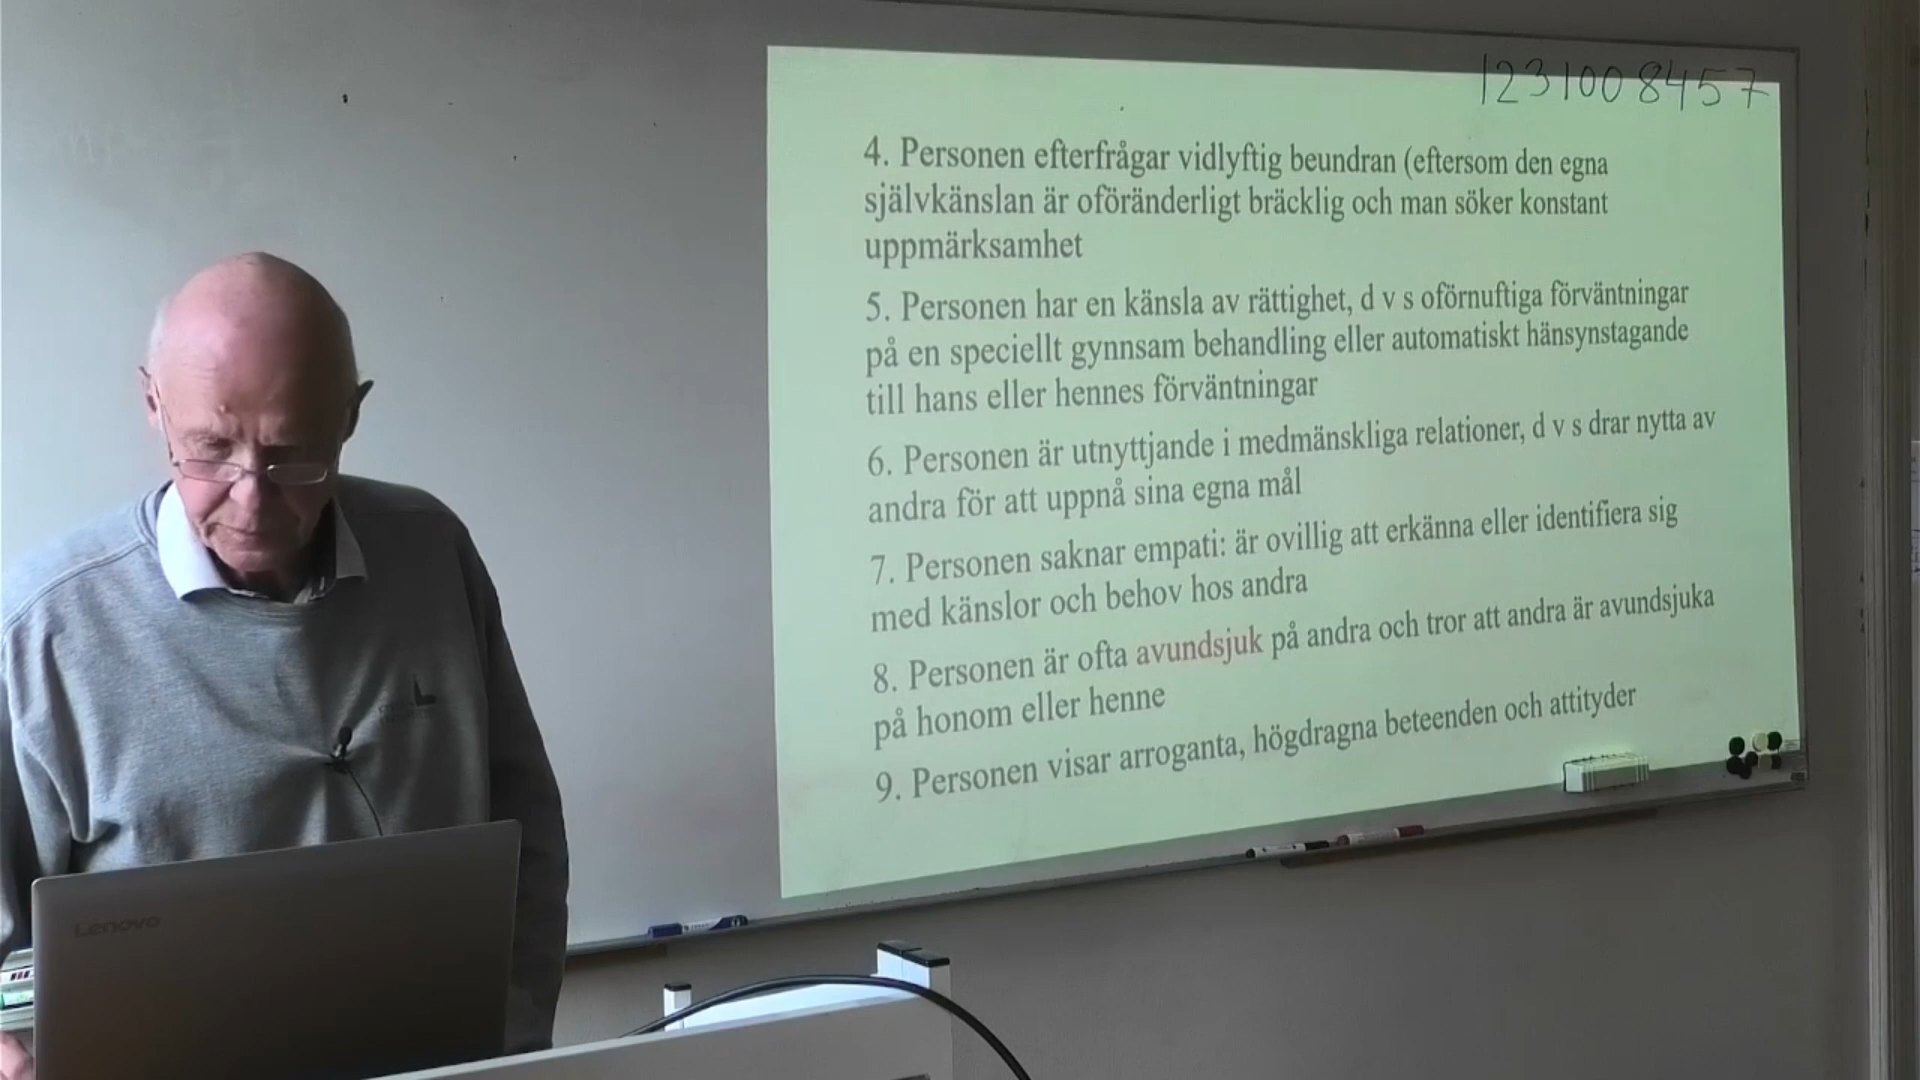 1231008457
4. Personen efterfrågar vidlyftig beundran (eftersom den egna
självkänslan är oföränderligt bräcklig och man söker konstant
uppmärksamhet
5. Personen har en känsla av rättighet, d v s oförnuftiga förväntningar
på en speciellt gynnsam behandling eller automatiskt hänsynstagande
till hans eller hennes förväntningar
6. Personen är utnyttjande i medmänskliga relationer, d v s drar nytta av
andra för att uppnå sina egna mål
7. Personen saknar empati: är ovillig att erkänna eller identifiera sig
med känslor och behov hos andra
8. Personen är ofta avundsjuk på andra och tror att andra är avundsjuka
på honom eller henne
9. Personen visar arroganta, högdragna beteenden och attityder
Lenovo